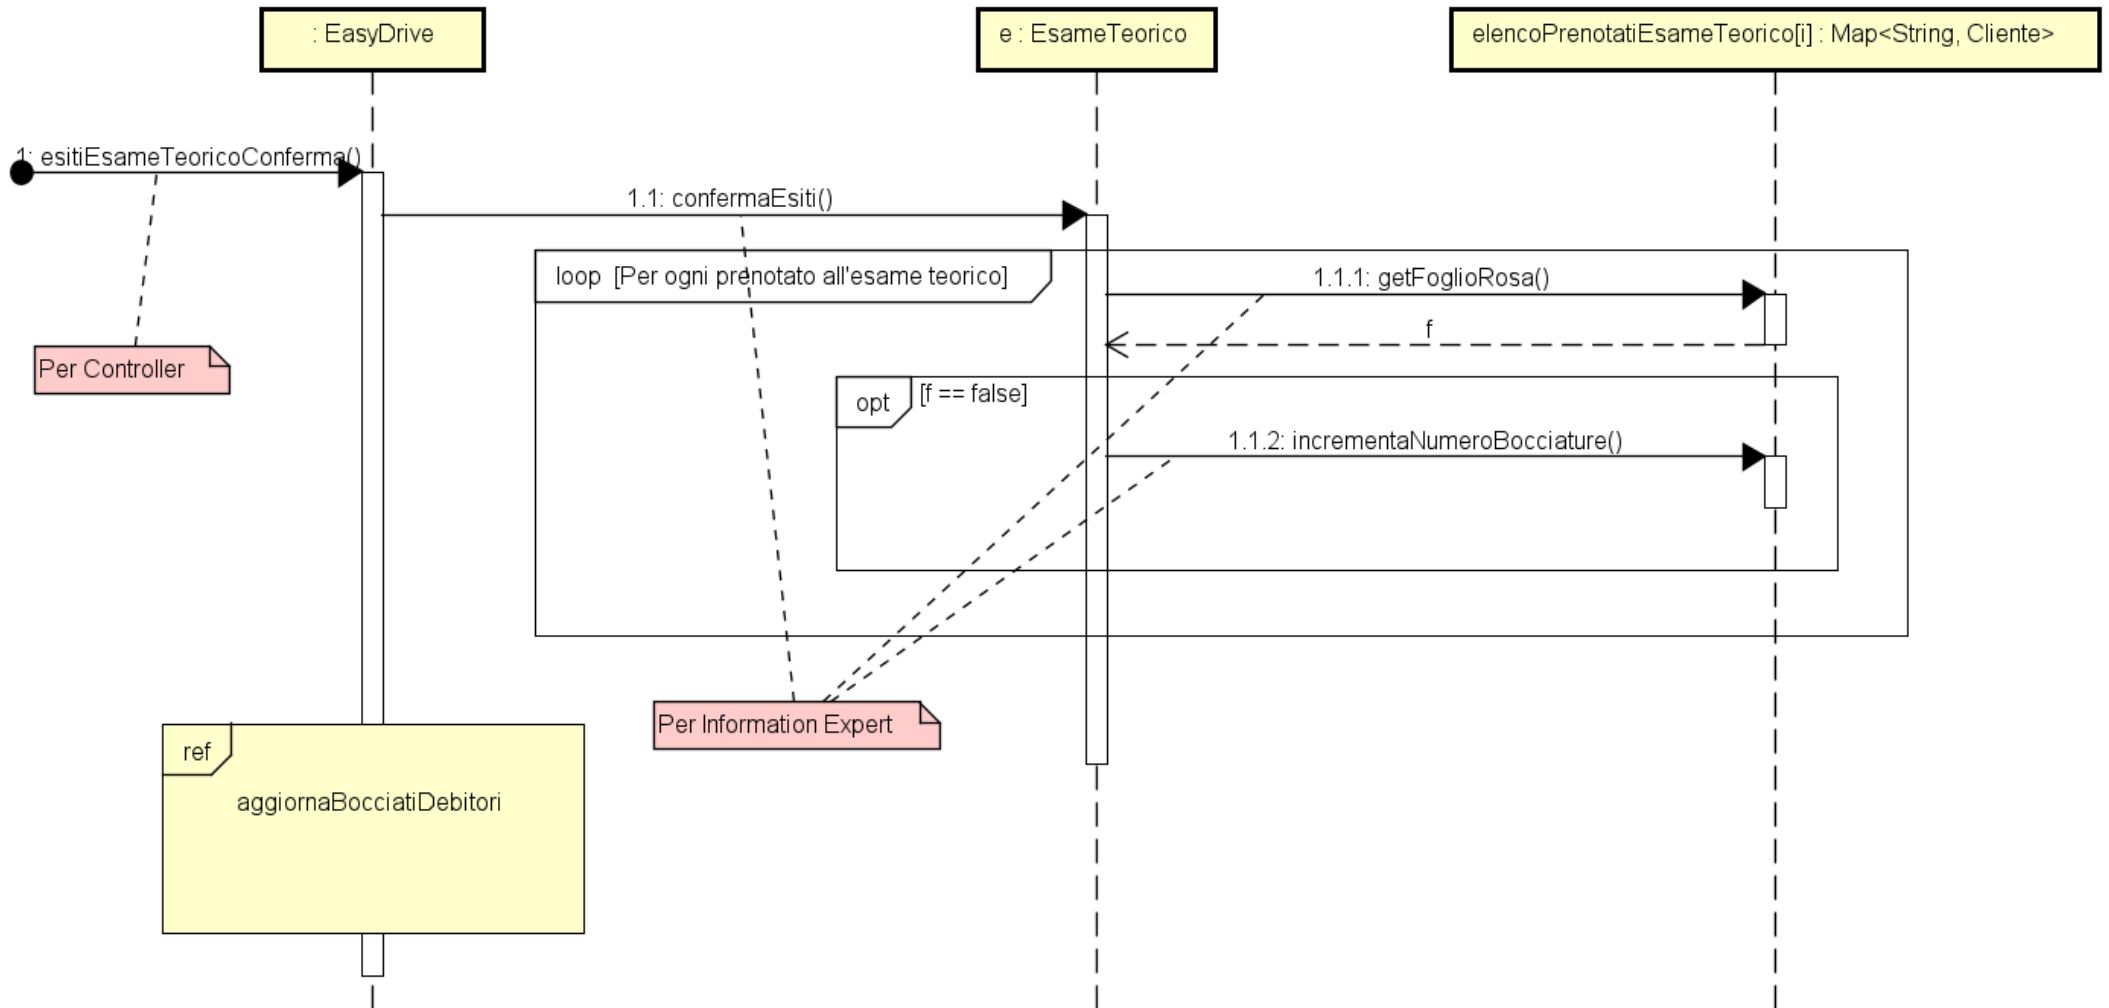 : EasyDrive
e : EsameTeorico
elencoPrenotatiEsameTeorico[i] : Map<String, Cliente>
1: esitiEsameTeoricoConferma()
1.1: confermaEsiti()
loop [Per ogni prenotato all'esame teorico]
1.1.1: getFoglioRosa()
f
Per Controller
opt [f == false]
1.1.2: incrementaNumeroBocciature()
Per Information Expert
ref
aggiornaBocciatiDebitori